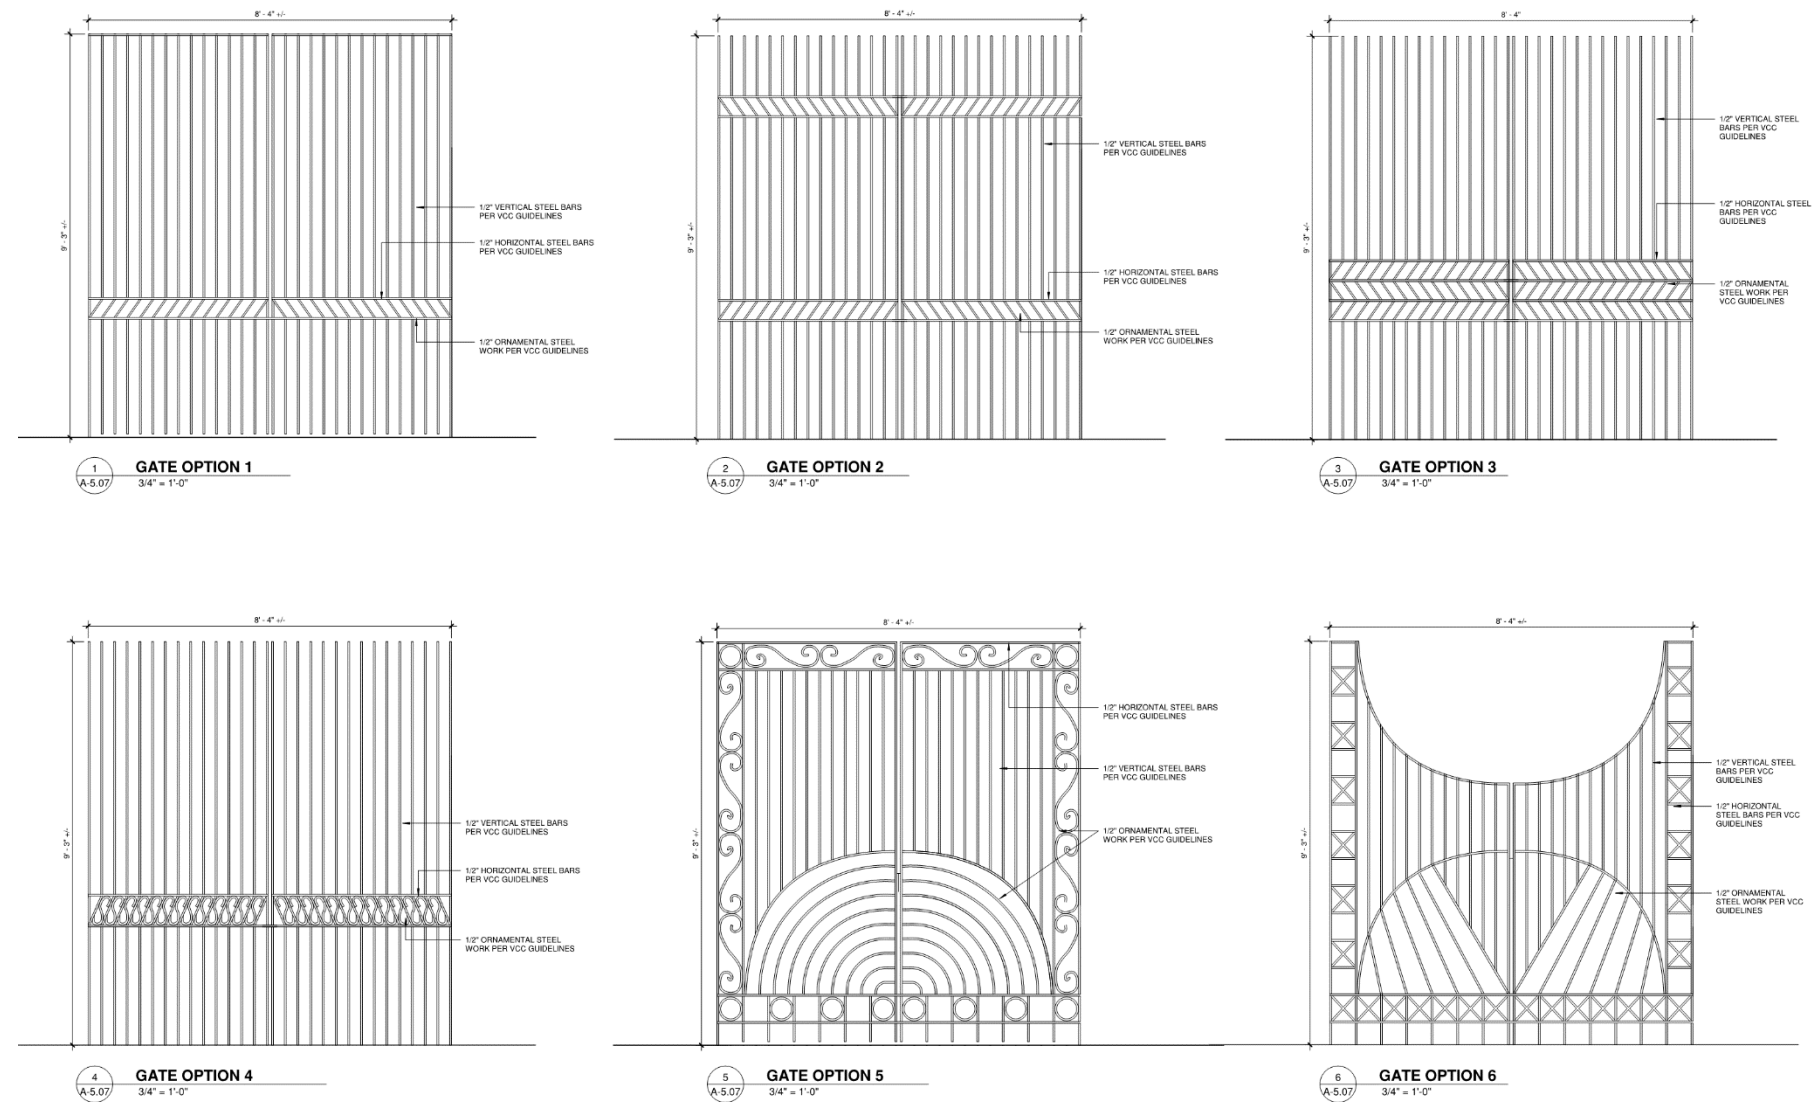 8' - 4" +/-
9' - 3" +/-
1/2" VERTICAL STEEL BARS
PER VCC GUIDELINES
1/2" HORIZONTAL STEEL BARS
PER VCC GUIDELINES
1/2" ORNAMENTAL STEEL
WORK PER VCC GUIDELINES
1
A-5.07
GATE OPTION 1
3/4" = 1'-0"
8' - 4" +/-
9' - 3" +/-
1/2" VERTICAL STEEL BARS
PER VCC GUIDELINES
1/2" HORIZONTAL STEEL BARS
PER VCC GUIDELINES
1/2" ORNAMENTAL STEEL
WORK PER VCC GUIDELINES
2
A-5.07
GATE OPTION 2
3/4" = 1'-0"
8' - 4"
9' - 3" +/-
1/2" VERTICAL STEEL
BARS PER VCC
GUIDELINES
1/2" HORIZONTAL STEEL
BARS PER VCC
GUIDELINES
1/2" ORNAMENTAL
STEEL WORK PER
VCC GUIDELINES
3
A-5.07
GATE OPTION 3
3/4" = 1'-0"
8' - 4" +/-
9' - 3" +/-
1/2" VERTICAL STEEL BARS
PER VCC GUIDELINES
1/2" HORIZONTAL STEEL BARS
PER VCC GUIDELINES
1/2" ORNAMENTAL STEEL
WORK PER VCC GUIDELINES
4
A-5.07
GATE OPTION 4
3/4" = 1'-0"
8' - 4" +/-
9' - 3" +/-
1/2" HORIZONTAL STEEL BARS
PER VCC GUIDELINES
1/2" VERTICAL STEEL BARS
PER VCC GUIDELINES
1/2" ORNAMENTAL STEEL
WORK PER VCC GUIDELINES
5
A-5.07
GATE OPTION 5
3/4" = 1'-0"
8' - 4" +/-
9' - 3" +/-
1/2" VERTICAL STEEL
BARS PER VCC
GUIDELINES
1/2" HORIZONTAL
STEEL BARS PER VCC
GUIDELINES
1/2" ORNAMENTAL
STEEL WORK PER VCC
GUIDELINES
6
A-5.07
GATE OPTION 6
3/4" = 1'-0"